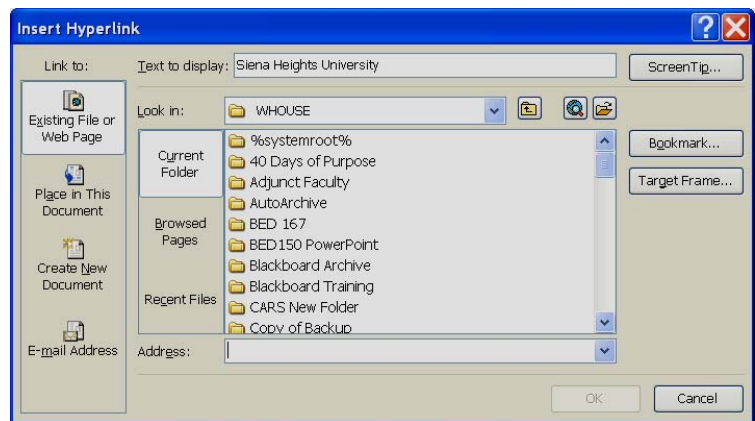 Insert Hyperlink
Link to:
Text to display: Siena Heights University
ScreenTip...
Existing File or
Web Page
Look in: WHOUSE
Place in This
Document
Create New
Document
E-mail Address
Current
Folder
Browsed
Pages
Recent Files
%systemroot%
40 Days of Purpose
Adjunct Faculty
AutoArchive
BED 167
BED150 PowerPoint
Blackboard Archive
Blackboard Training
CARS New Folder
Copy of Backup
Bookmark...
Target Frame...
Address:
OK
Cancel